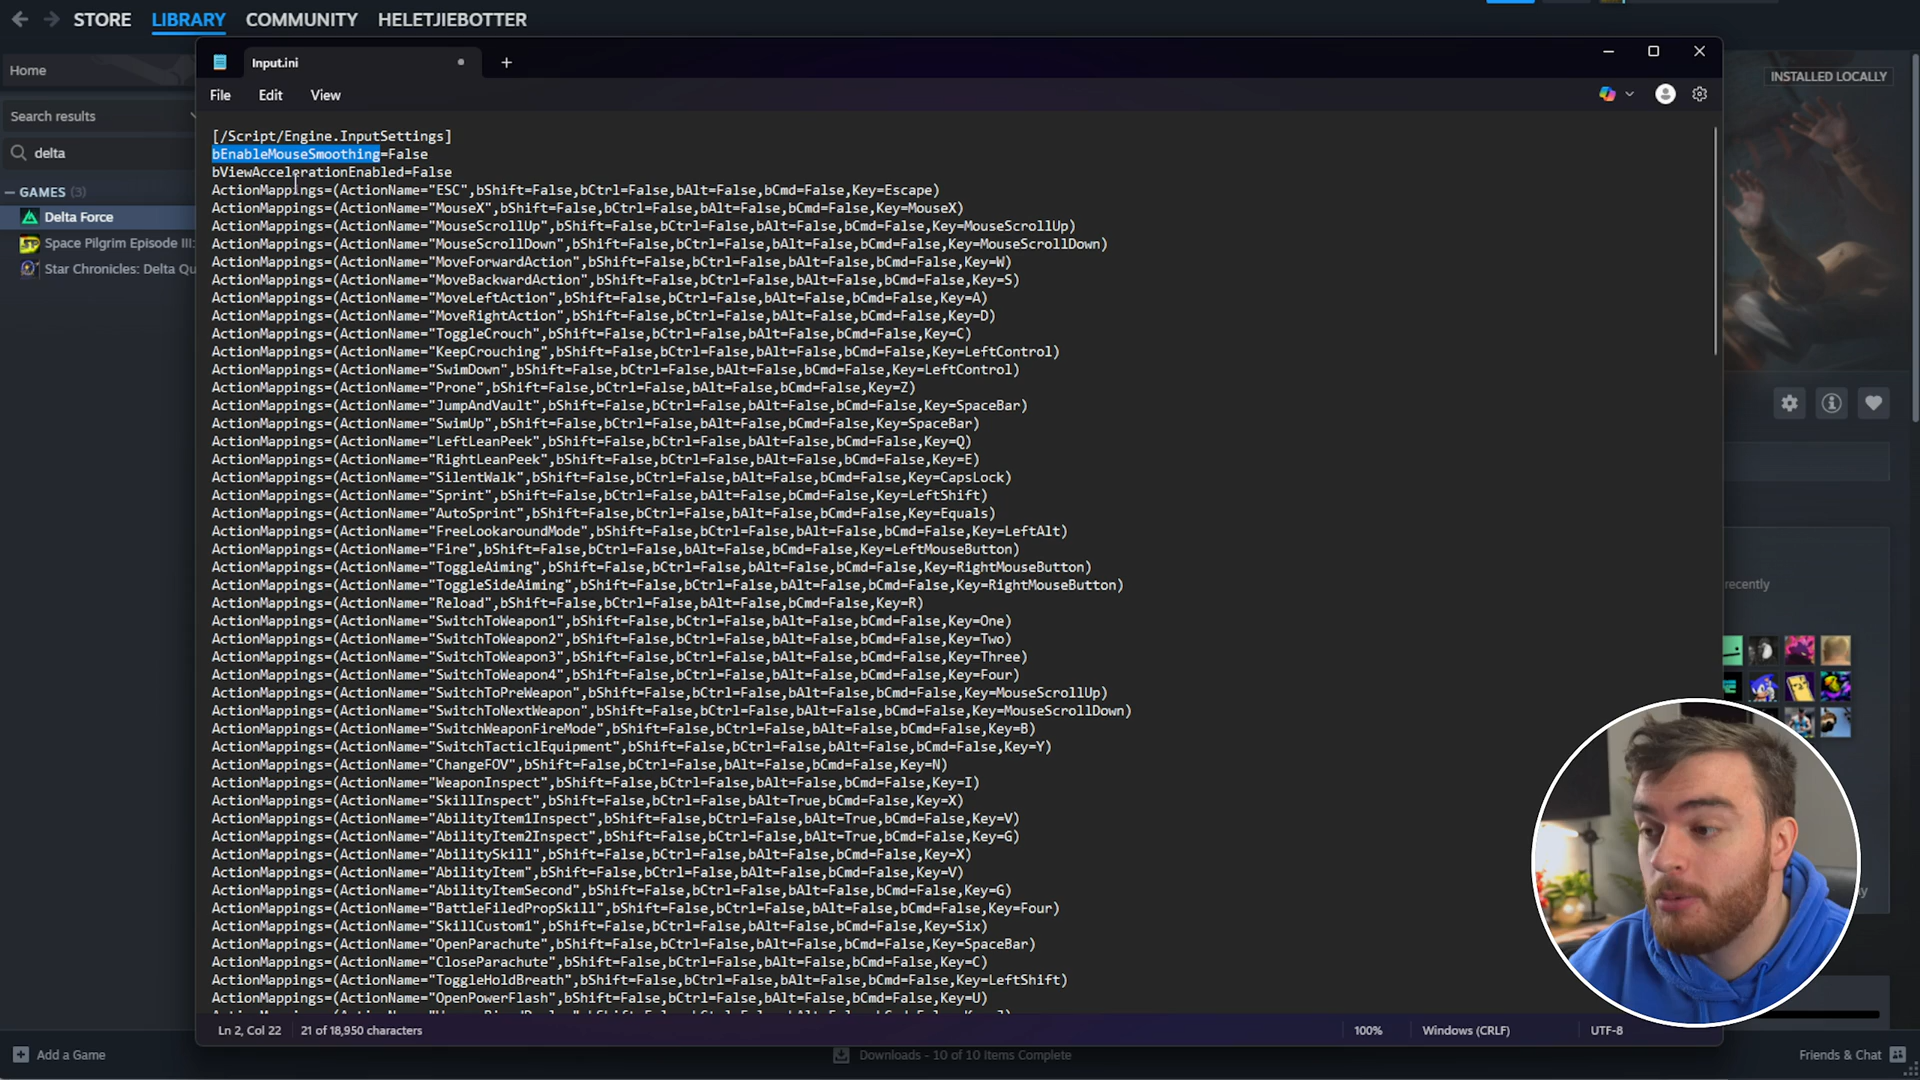 STORE LIBRARY COMMUNITY HELETJIEBOTTER
Input.ini
Home
INSTALLED LOCALLY
File Edit View
Search results
delta
GAMES (3)
Delta Force
Space Pilgrim Episode III:
Star Chronicles: Delta Qu
[/Script/Engine.InputSettings]
bEnableMouseSmoothing=False
bViewAccelerationEnabled=False
ActionMappings=(ActionName="ESC",bShift=False,bCtrl=False,bAlt=False,bCmd=False,Key=Escape)
ActionMappings=(ActionName="MouseX",bShift=False,bCtrl=False,bAlt=False,bCmd=False,Key=MouseX)
ActionMappings=(ActionName="MouseScrollUp",bShift=False,bCtrl=False,bAlt=False,bCmd=False,Key=MouseScrollUp)
ActionMappings=(ActionName="MouseScrollDown",bShift=False,bCtrl=False,bAlt=False,bCmd=False,Key=MouseScrollDown)
ActionMappings=(ActionName="MoveForwardAction",bShift=False,bCtrl=False,bAlt=False,bCmd=False,Key=W)
ActionMappings=(ActionName="MoveBackwardAction",bShift=False,bCtrl=False,bAlt=False,bCmd=False,Key=S)
ActionMappings=(ActionName="MoveLeftAction",bShift=False,bCtrl=False,bAlt=False,bCmd=False,Key=A)
ActionMappings=(ActionName="MoveRightAction",bShift=False,bCtrl=False,bAlt=False,bCmd=False,Key=D)
ActionMappings=(ActionName="ToggleCrouch",bShift=False,bCtrl=False,bAlt=False,bCmd=False,Key=C)
ActionMappings=(ActionName="KeepCrouching",bShift=False,bCtrl=False,bAlt=False,bCmd=False,Key=LeftControl)
ActionMappings=(ActionName="SwimDown",bShift=False,bCtrl=False,bAlt=False,bCmd=False,Key=LeftControl)
ActionMappings=(ActionName="Prone",bShift=False,bCtrl=False,bAlt=False,bCmd=False,Key=Z)
ActionMappings=(ActionName="JumpAndVault",bShift=False,bCtrl=False,bAlt=False,bCmd=False,Key=SpaceBar)
ActionMappings=(ActionName="SwimUp",bShift=False,bCtrl=False,bAlt=False,bCmd=False,Key=SpaceBar)
ActionMappings=(ActionName="LeftLeanPeek",bShift=False,bCtrl=False,bAlt=False,bCmd=False,Key=Q)
ActionMappings=(ActionName="RightLeanPeek",bShift=False,bCtrl=False,bAlt=False,bCmd=False,Key=E)
ActionMappings=(ActionName="SilentWalk",bShift=False,bCtrl=False,bAlt=False,bCmd=False,Key=CapsLock)
ActionMappings=(ActionName="Sprint",bShift=False,bCtrl=False,bAlt=False,bCmd=False,Key=LeftShift)
ActionMappings=(ActionName="AutoSprint",bShift=False,bCtrl=False,bAlt=False,bCmd=False,Key=Equals)
ActionMappings=(ActionName="FreeLookaroundMode",bShift=False,bCtrl=False,bAlt=False,bCmd=False,Key=LeftAlt)
ActionMappings=(ActionName="Fire",bShift=False,bCtrl=False,bAlt=False,bCmd=False,Key=LeftMouseButton)
ActionMappings=(ActionName="ToggleAiming",bShift=False,bCtrl=False,bAlt=False,bCmd=False,Key=RightMouseButton)
ActionMappings=(ActionName="ToggleSideAiming",bShift=False,bCtrl=False,bAlt=False,bCmd=False,Key=RightMouseButton)
ActionMappings=(ActionName="Reload",bShift=False,bCtrl=False,bAlt=False,bCmd=False,Key=R)
ActionMappings=(ActionName="SwitchToWeapon1",bShift=False,bCtrl=False,bAlt=False,bCmd=False,Key=One)
ActionMappings=(ActionName="SwitchToWeapon2",bShift=False,bCtrl=False,bAlt=False,bCmd=False,Key=Two)
ActionMappings=(ActionName="SwitchToWeapon3",bShift=False,bCtrl=False,bAlt=False,bCmd=False,Key=Three)
ActionMappings=(ActionName="SwitchToWeapon4",bShift=False,bCtrl=False,bAlt=False,bCmd=False,Key=Four)
ActionMappings=(ActionName="SwitchToPreWeapon",bShift=False,bCtrl=False,bAlt=False,bCmd=False,Key=MouseScrollUp)
ActionMappings=(ActionName="SwitchToNextWeapon",bShift=False,bCtrl=False,bAlt=False,bCmd=False,Key=MouseScrollDown)
ActionMappings=(ActionName="SwitchWeaponFireMode",bShift=False,bCtrl=False,bAlt=False,bCmd=False,Key=B)
ActionMappings=(ActionName="SwitchTacticlEquipment",bShift=False,bCtrl=False,bAlt=False,bCmd=False,Key=Y)
ActionMappings=(ActionName="ChangeFOV",bShift=False,bCtrl=False,bAlt=False,bCmd=False,Key=N)
ActionMappings=(ActionName="WeaponInspect",bShift=False,bCtrl=False,bAlt=False,bCmd=False,Key=I)
ActionMappings=(ActionName="SkillInspect",bShift=False,bCtrl=False,bAlt=True,bCmd=False,Key=X)
ActionMappings=(ActionName="AbilityItem1Inspect",bShift=False,bCtrl=False,bAlt=True,bCmd=False,Key=V)
ActionMappings=(ActionName="AbilityItem2Inspect",bShift=False,bCtrl=False,bAlt=True,bCmd=False,Key=G)
ActionMappings=(ActionName="AbilitySkill",bShift=False,bCtrl=False,bAlt=False,bCmd=False,Key=X)
ActionMappings=(ActionName="AbilityItem",bShift=False,bCtrl=False,bAlt=False,bCmd=False,Key=V)
ActionMappings=(ActionName="AbilityItemSecond",bShift=False,bCtrl=False,bAlt=False,bCmd=False,Key=G)
ActionMappings=(ActionName="BattleFiledPropSkill",bShift=False,bCtrl=False,bAlt=False,bCmd=False,Key=Four)
ActionMappings=(ActionName="SkillCustom1",bShift=False,bCtrl=False,bAlt=False,bCmd=False,Key=Six)
ActionMappings=(ActionName="OpenParachute",bShift=False,bCtrl=False,bAlt=False,bCmd=False,Key=SpaceBar)
ActionMappings=(ActionName="CloseParachute",bShift=False,bCtrl=False,bAlt=False,bCmd=False,Key=C)
ActionMappings=(ActionName="ToggleHoldBreath",bShift=False,bCtrl=False,bAlt=False,bCmd=False,Key=LeftShift)
ActionMappings=(ActionName="OpenPowerFlash",bShift=False,bCtrl=False,bAlt=False,bCmd=False,Key=U)
recently
Ln 2, Col 22 21 of 18,950 characters 100% Windows (CRLF) UTF-8
Add a Game Downloads - 10 of 10 Items Complete Friends & Chat